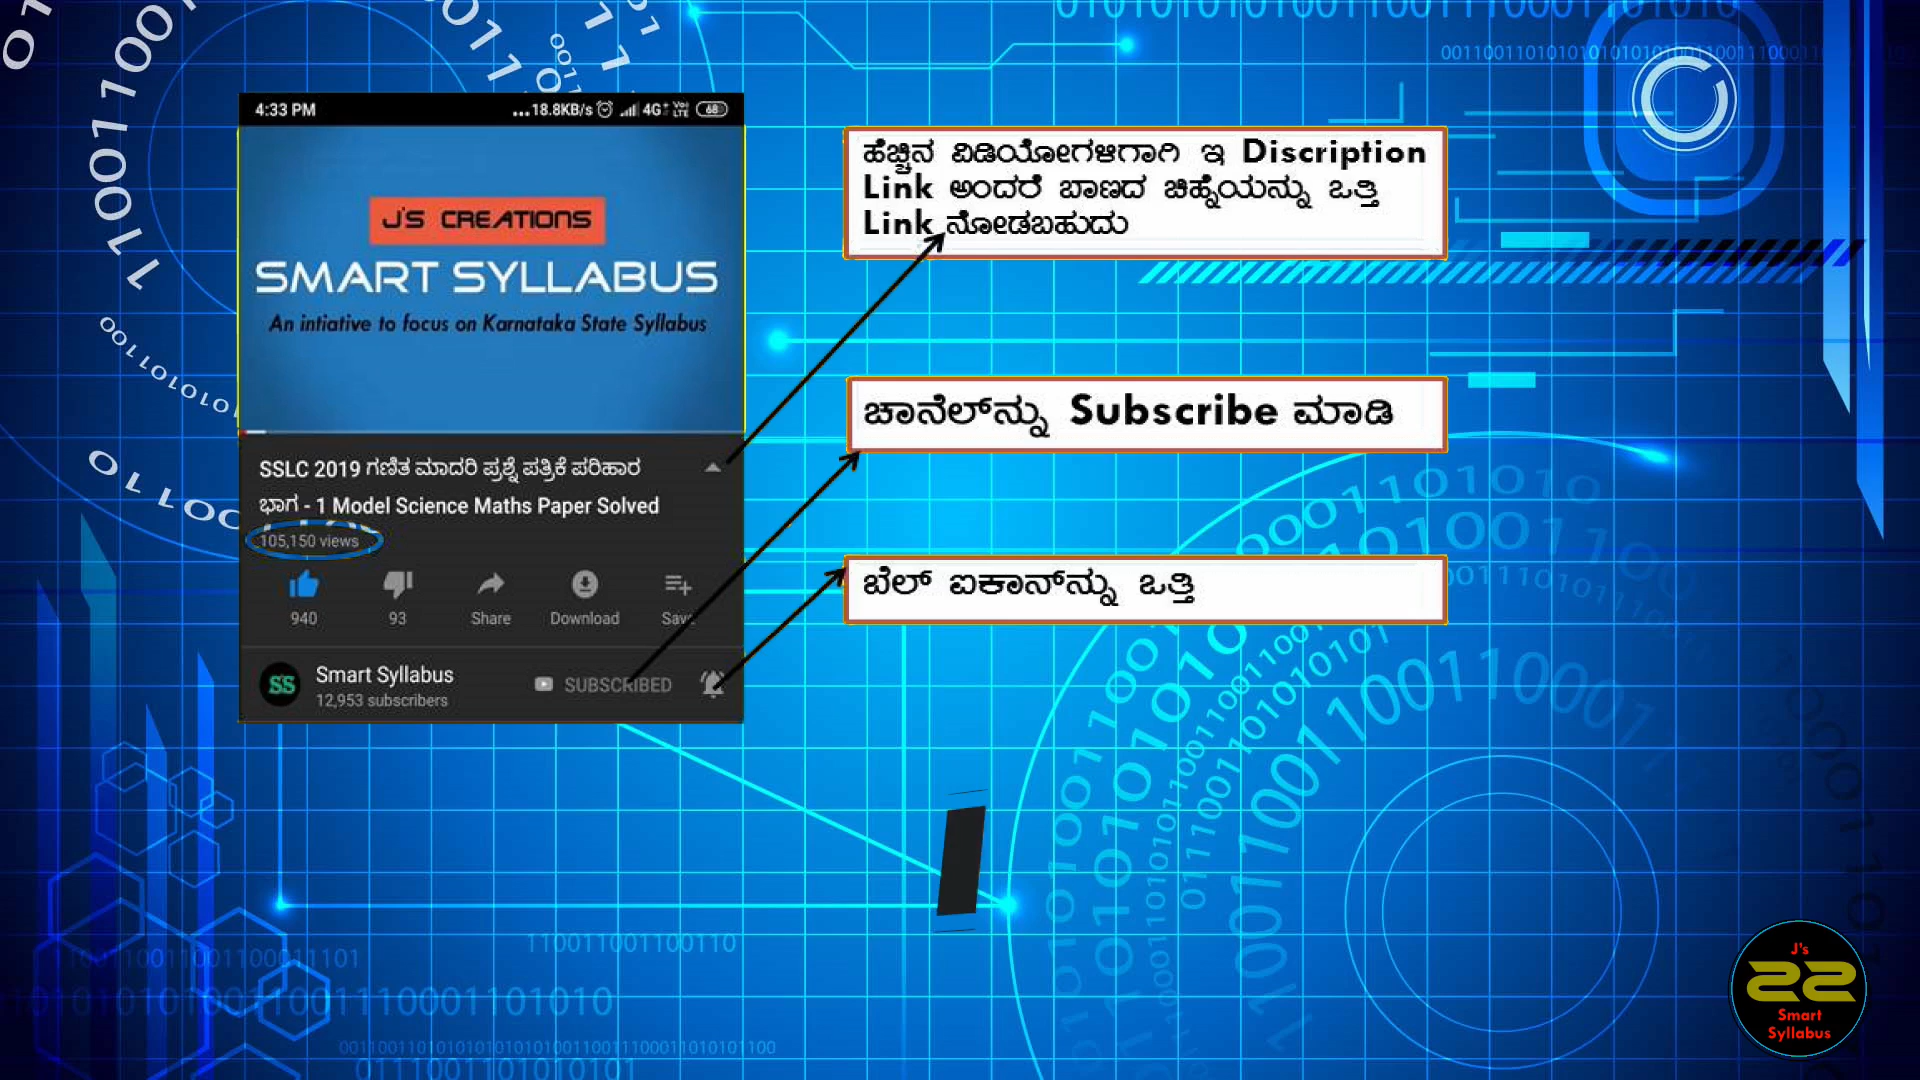 4:33 PM
...18.8KB/s 4G+ Vo) LTE 68
J'S CREATIONS
SMART SYLLABUS
An intiative to focus on Karnataka State Syllabus
SSLC 2019 ಗಣಿತ ಮಾದರಿ ಪ್ರಶ್ನೆ ಪತ್ರಿಕೆ ಪರಿಹಾರ
ಭಾಗ - 1 Model Science Maths Paper Solved
105,150 views
940 93 Share Download Save
Smart Syllabus
12,953 subscribers
SUBSCRIBED
ಹೆಚ್ಚಿನ ವಿಡಿಯೋಗಳಿಗಾಗಿ ಇ Discription
Link ಅಂದರೆ ಬಾಣದ ಚಿಹ್ನೆಯನ್ನು ಒತ್ತಿ
Link ನೋಡಬಹುದು
ಚಾನೆಲ್‌ನ್ನು Subscribe ಮಾಡಿ
ಬೆಲ್ ಐಕಾನ್‌ನ್ನು ಒತ್ತಿ
J's
SS
Smart
Syllabus